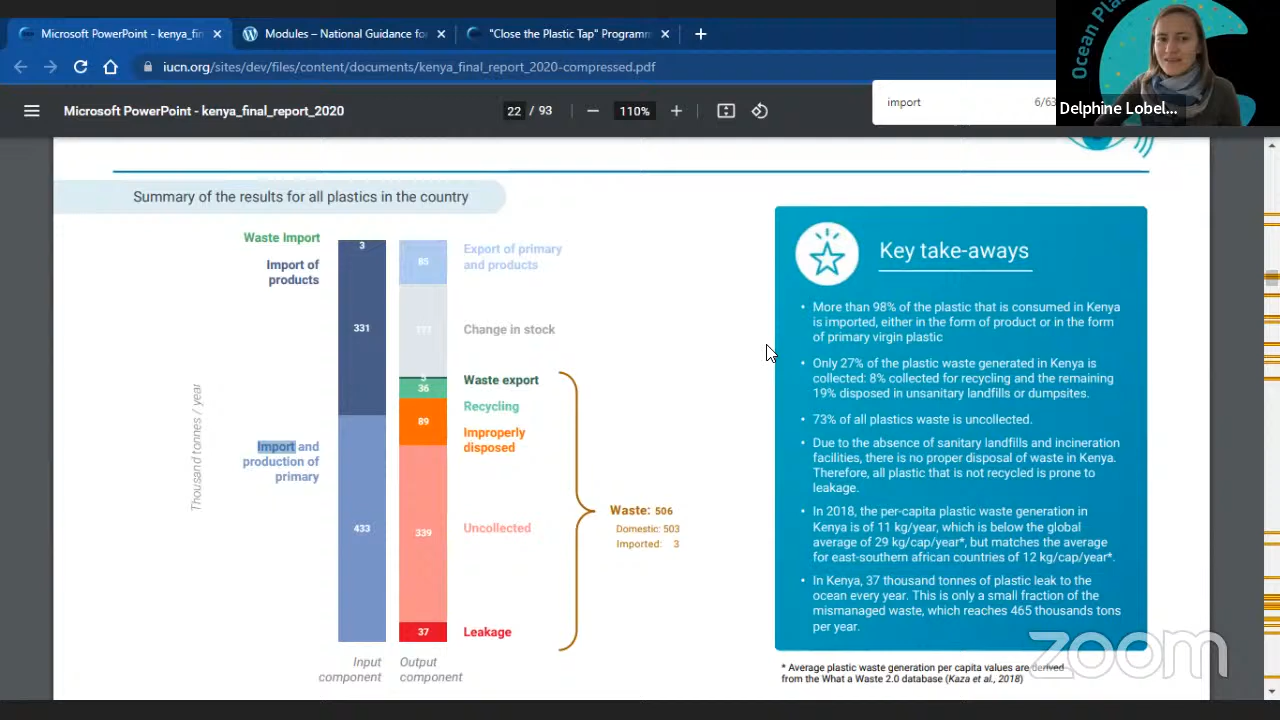 Microsoft PowerPoint - kenya_fin
Modules – National Guidance for
"Close the Plastic Tap" Programm
iucn.org/sites/dev/files/content/documents/kenya_final_report_2020-compressed.pdf
Ocean Pla
Delphine Lobel...
Microsoft PowerPoint - kenya_final_report_2020
22 / 93
110%
import
6/63
Summary of the results for all plastics in the country
Waste Import
Import of
products
Import and
production of
primary
Thousand tonnes / year
3
331
433
Input
component
85
111
36
89
339
37
Output
component
Export of primary
and products
Change in stock
Waste export
Recycling
Improperly
disposed
Uncollected
Leakage
Waste: 506
Domestic: 503
Imported: 3
Key take-aways
• More than 98% of the plastic that is consumed in Kenya
is imported, either in the form of product or in the form
of primary virgin plastic
• Only 27% of the plastic waste generated in Kenya is
collected: 8% collected for recycling and the remaining
19% disposed in unsanitary landfills or dumpsites.
• 73% of all plastics waste is uncollected.
• Due to the absence of sanitary landfills and incineration
facilities, there is no proper disposal of waste in Kenya.
Therefore, all plastic that is not recycled is prone to
leakage.
• In 2018, the per-capita plastic waste generation in
Kenya is of 11 kg/year, which is below the global
average of 29 kg/cap/year*, but matches the average
for east-southern african countries of 12 kg/cap/year*.
• In Kenya, 37 thousand tonnes of plastic leak to the
ocean every year. This is only a small fraction of the
mismanaged waste, which reaches 465 thousands tons
per year.
* Average plastic waste generation per capita values are derived
from the What a Waste 2.0 database (Kaza et al., 2018)
zoom